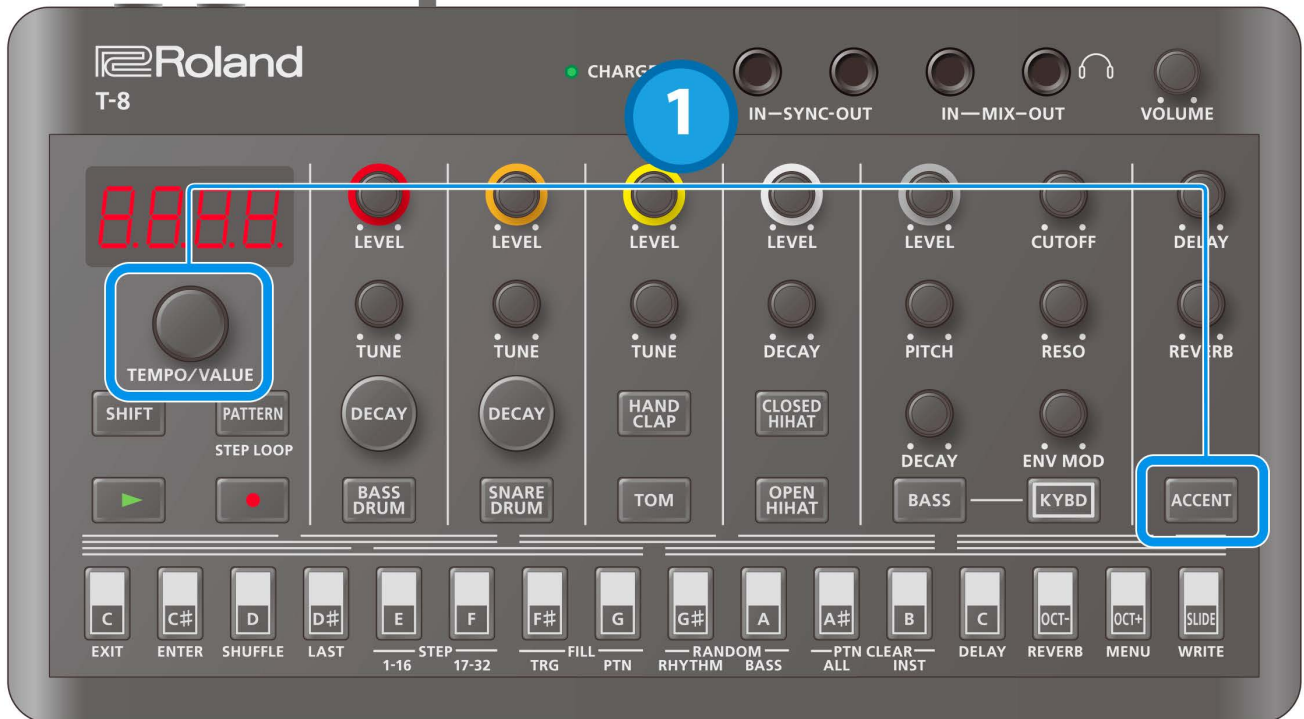 Roland
T-8
CHARGE
1
IN–SYNC-OUT
IN—MIX–OUT
VOLUME
8.8.8.8.
LEVEL LEVEL LEVEL LEVEL LEVEL CUTOFF DELAY
TUNE TUNE TUNE DECAY PITCH RESO REVERB
TEMPO/VALUE
SHIFT
PATTERN
STEP LOOP
DECAY
DECAY
HAND
CLAP
CLOSED
HIHAT
DECAY
ENV MOD
BASS
DRUM
SNARE
DRUM
TOM
OPEN
HIHAT
BASS
KYBD
ACCENT
C C# D D# E F F# G G# A A# B C OCT- OCT+ SLIDE
EXIT ENTER SHUFFLE LAST STEP FILL RANDOM PTN CLEAR DELAY REVERB MENU WRITE
1-16 17-32 TRG PTN RHYTHM BASS ALL INST